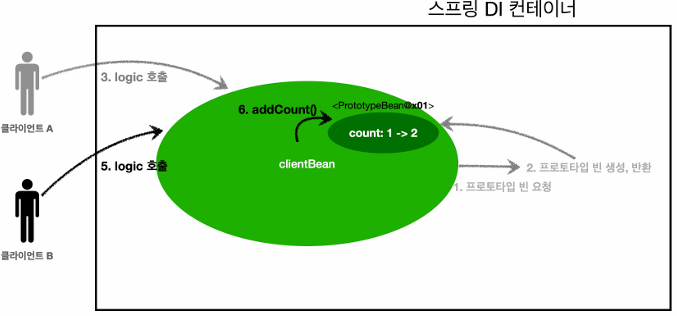 스프링 DI 컨테이너
3. logic 호출
6. addCount()
<PrototypeBean@x01>
count: 1 -> 2
클라이언트 A
clientBean
5. logic 호출
2. 프로토타입 빈 생성, 반환
1. 프로토타입 빈 요청
클라이언트 B